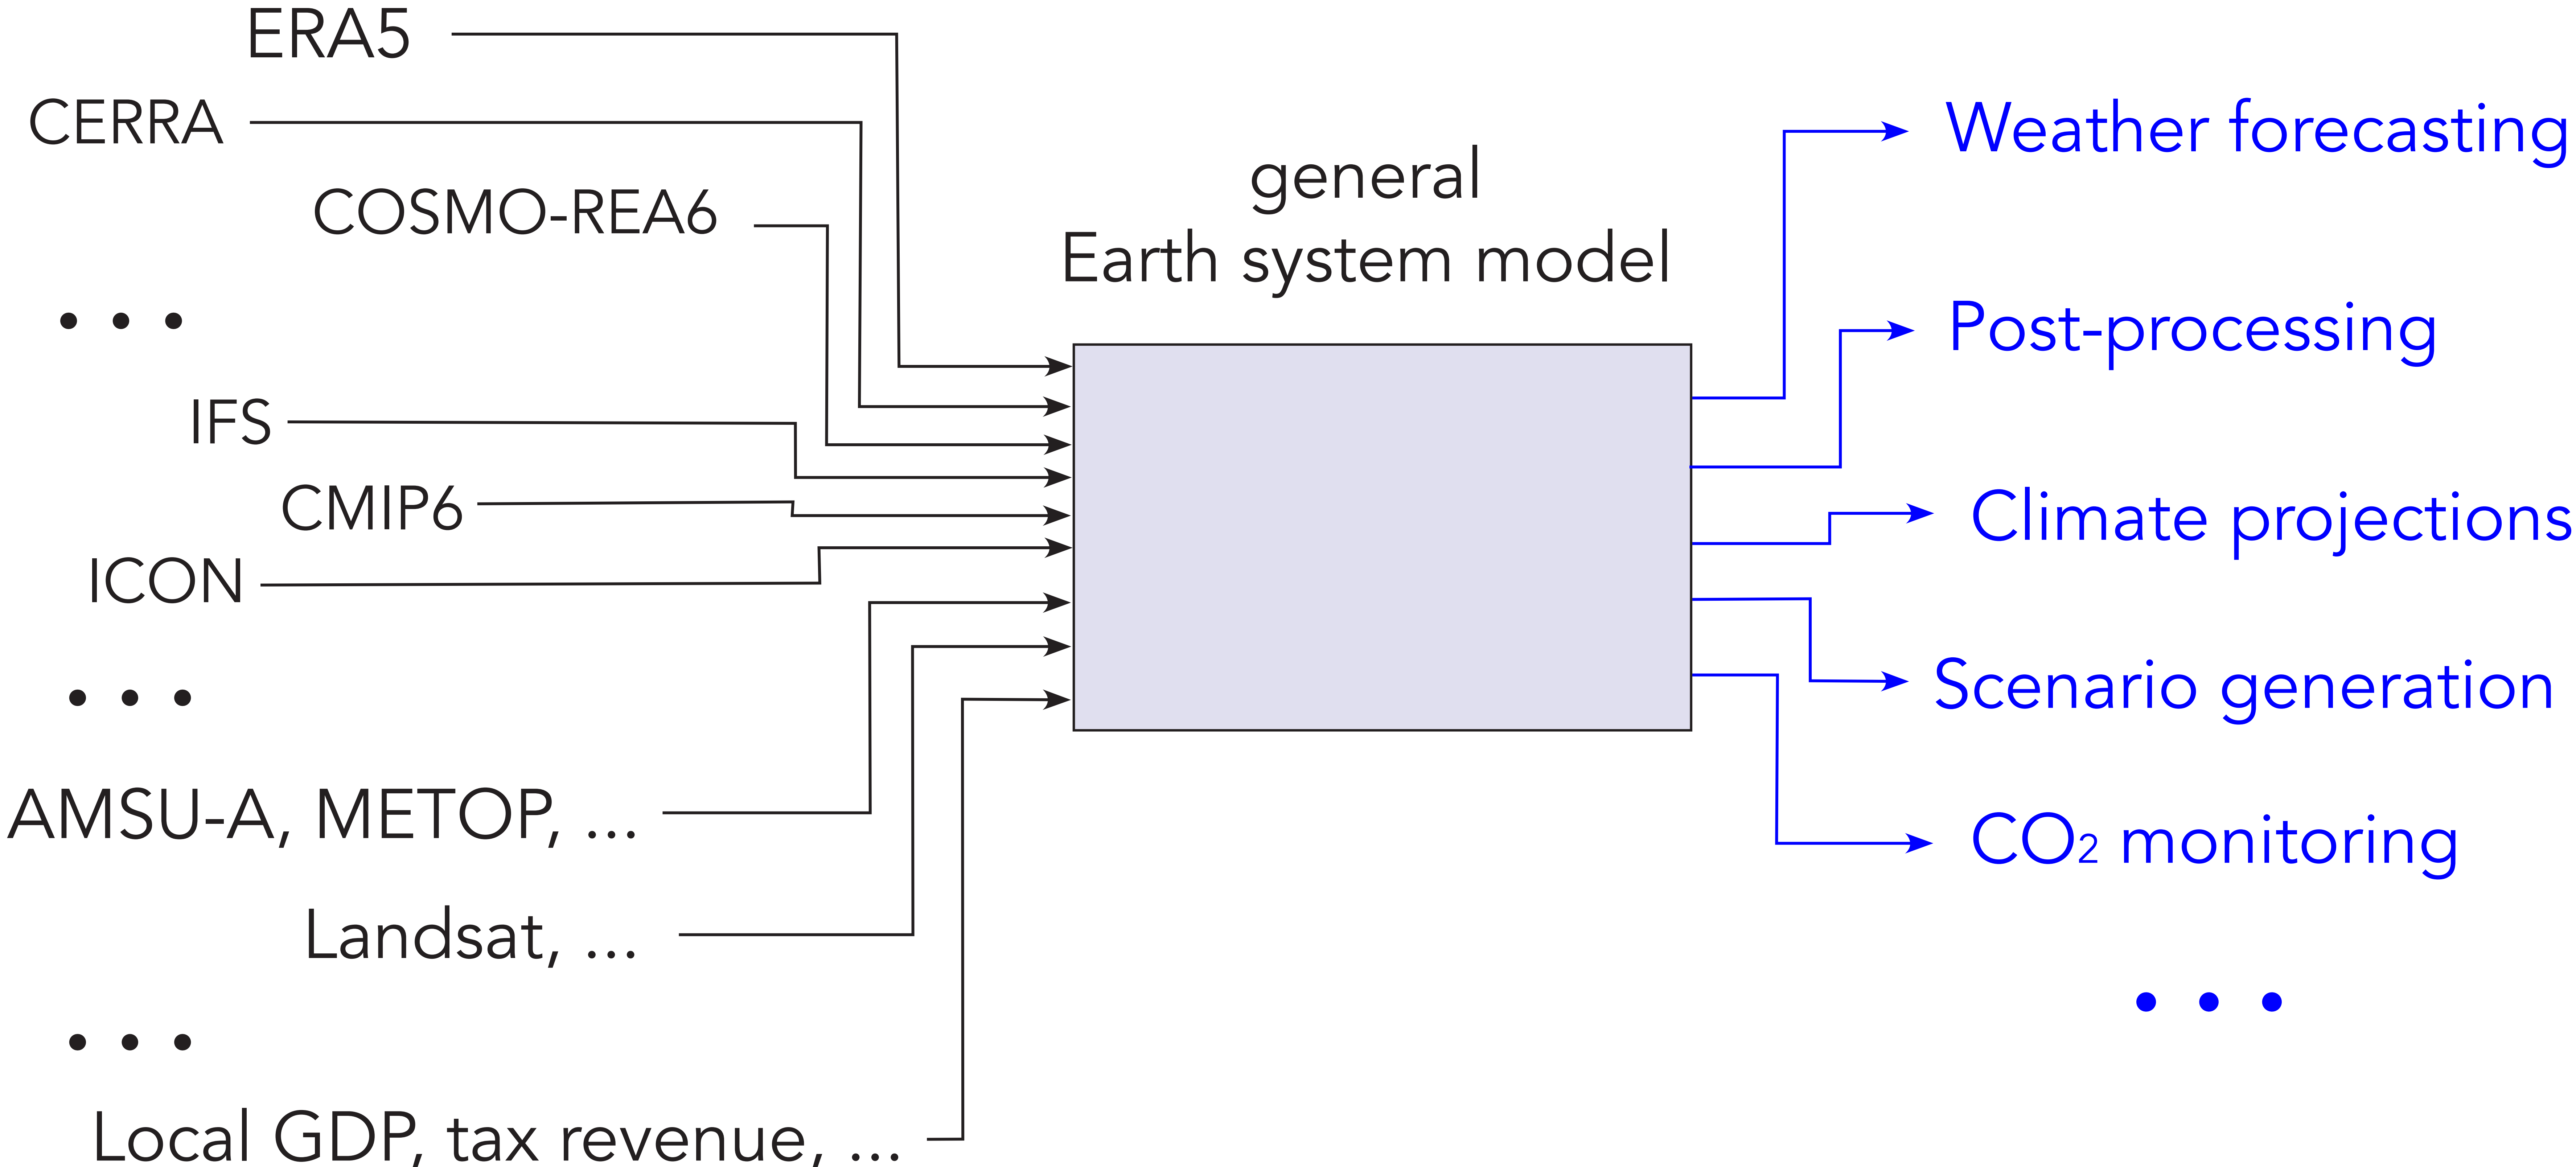 ERA5
CERRA
COSMO-REA6
...
IFS
CMIP6
ICON
...
AMSU-A, METOP, ...
Landsat, ...
...
Local GDP, tax revenue, ...
general
Earth system model
Weather forecasting
Post-processing
Climate projections
Scenario generation
CO₂ monitoring
...